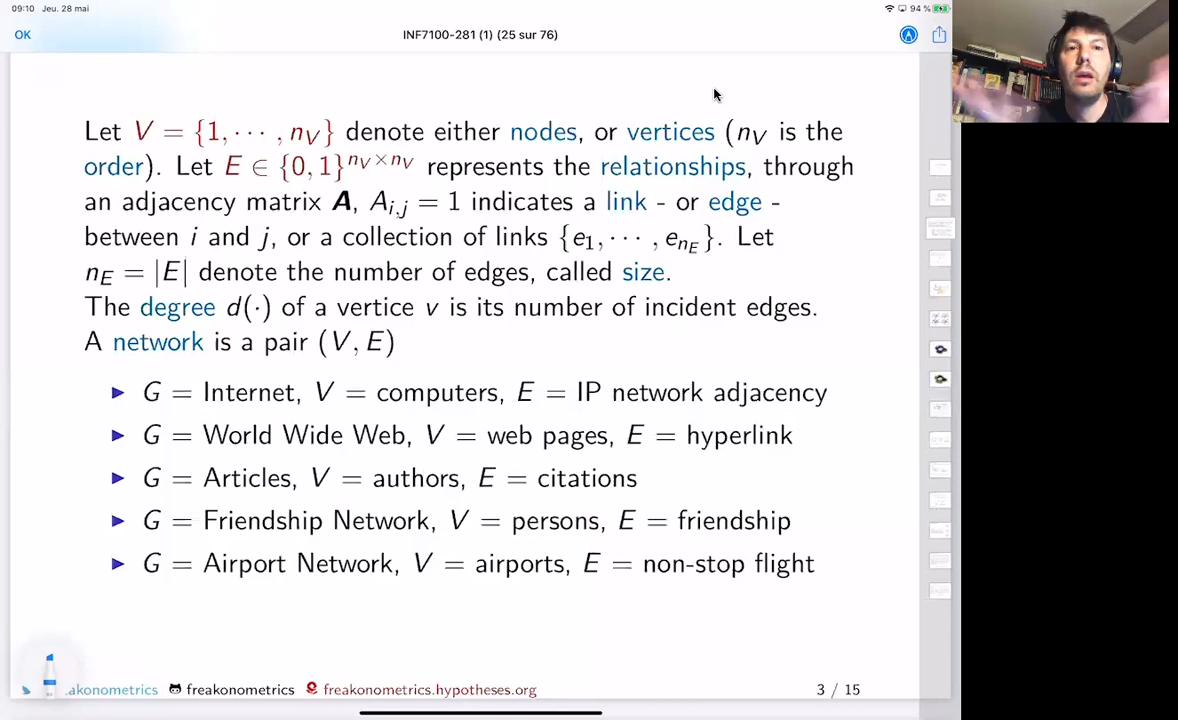 09:10 Jeu. 28 mai
94 %
OK
INF7100-281 (1) (25 sur 76)
Let V = {1, ⋯ , n_V} denote either nodes, or vertices (n_V is the
order). Let E ∈ {0, 1}^{n_V×n_V} represents the relationships, through
an adjacency matrix A, A_{i,j} = 1 indicates a link - or edge -
between i and j, or a collection of links {e_1, ⋯ , e_{n_E}}. Let
n_E = |E| denote the number of edges, called size.
The degree d(·) of a vertice v is its number of incident edges.
A network is a pair (V, E)
▶ G = Internet, V = computers, E = IP network adjacency
▶ G = World Wide Web, V = web pages, E = hyperlink
▶ G = Articles, V = authors, E = citations
▶ G = Friendship Network, V = persons, E = friendship
▶ G = Airport Network, V = airports, E = non-stop flight
akonometrics freakonometrics freakonometrics.hypotheses.org 3 / 15